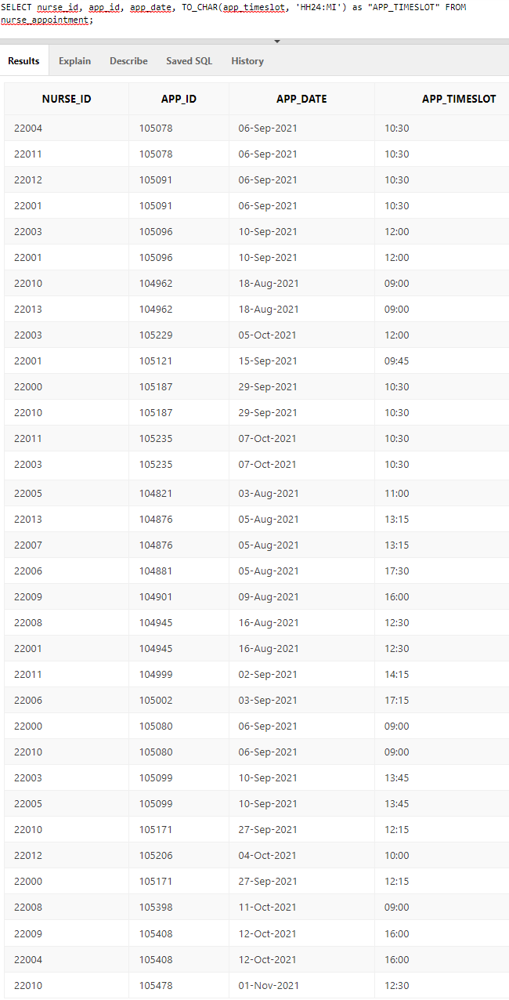 SELECT nurse_id, app_id, app_date, TO_CHAR(app_timeslot, 'HH24:MI') as "APP_TIMESLOT" FROM
nurse_appointment;
Results Explain Describe Saved SQL History
NURSE_ID APP_ID APP_DATE APP_TIMESLOT
22004 105078 06-Sep-2021 10:30
22011 105078 06-Sep-2021 10:30
22012 105091 06-Sep-2021 10:30
22001 105091 06-Sep-2021 10:30
22003 105096 10-Sep-2021 12:00
22001 105096 10-Sep-2021 12:00
22010 104962 18-Aug-2021 09:00
22013 104962 18-Aug-2021 09:00
22003 105229 05-Oct-2021 12:00
22001 105121 15-Sep-2021 09:45
22000 105187 29-Sep-2021 10:30
22010 105187 29-Sep-2021 10:30
22011 105235 07-Oct-2021 10:30
22003 105235 07-Oct-2021 10:30
22005 104821 03-Aug-2021 11:00
22013 104876 05-Aug-2021 13:15
22007 104876 05-Aug-2021 13:15
22006 104881 05-Aug-2021 17:30
22009 104901 09-Aug-2021 16:00
22008 104945 16-Aug-2021 12:30
22001 104945 16-Aug-2021 12:30
22011 104999 02-Sep-2021 14:15
22006 105002 03-Sep-2021 17:15
22000 105080 06-Sep-2021 09:00
22010 105080 06-Sep-2021 09:00
22003 105099 10-Sep-2021 13:45
22005 105099 10-Sep-2021 13:45
22010 105171 27-Sep-2021 12:15
22012 105206 04-Oct-2021 10:00
22000 105171 27-Sep-2021 12:15
22008 105398 11-Oct-2021 09:00
22009 105408 12-Oct-2021 16:00
22004 105408 12-Oct-2021 16:00
22010 105478 01-Nov-2021 12:30